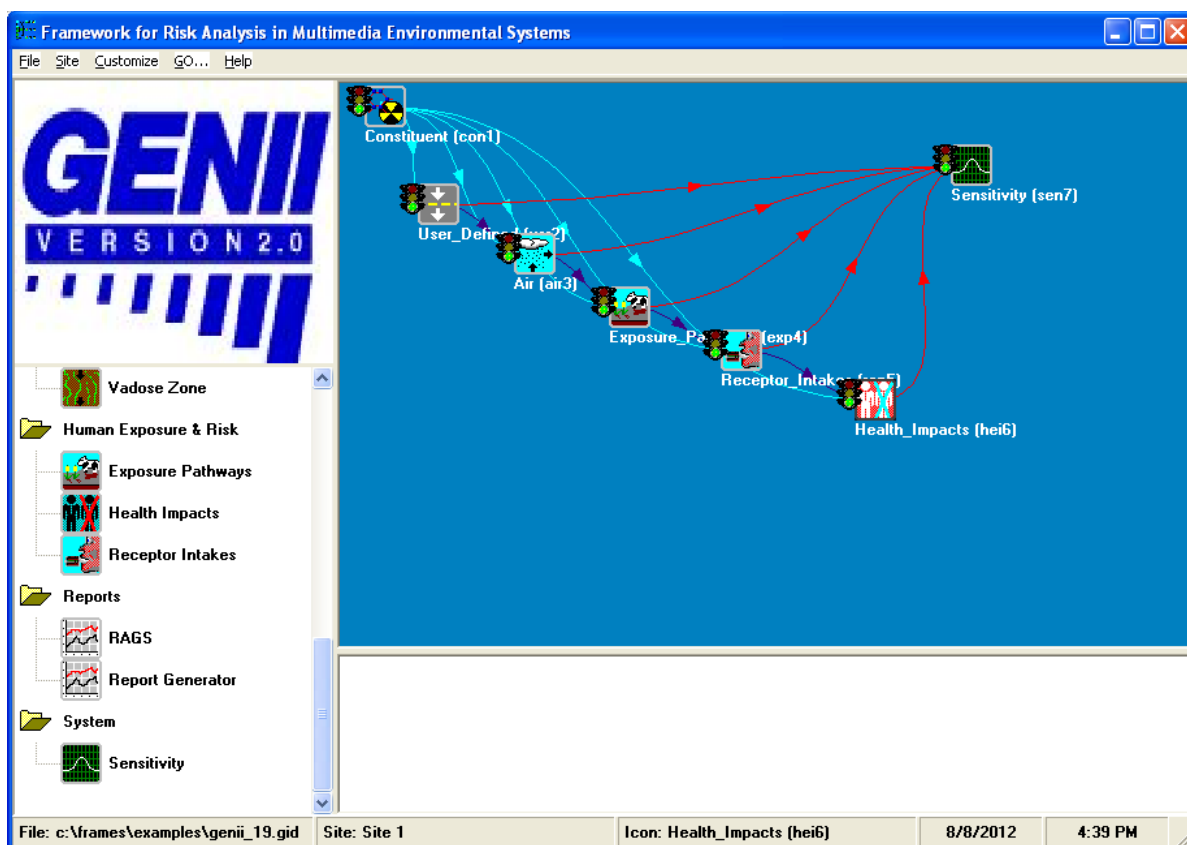 Framework for Risk Analysis in Multimedia Environmental Systems
File Site Customize GO... Help
GENII
VERSION 2.0
Vadose Zone
Human Exposure & Risk
Exposure Pathways
Health Impacts
Receptor Intakes
Reports
RAGS
Report Generator
System
Sensitivity
Constituent (con1)
Sensitivity (sen7)
User_Defined
Air (air3)
(exp4)
Health_Impacts (hei6)
File: c:\frames\examples\genii_19.gid
Site: Site 1
Icon: Health_Impacts (hei6)
8/8/2012
4:39 PM